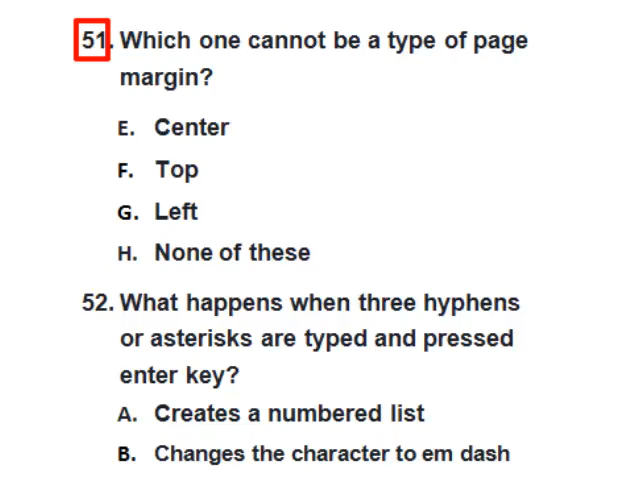 51. Which one cannot be a type of page
margin?
E. Center
F. Top
G. Left
H. None of these
52. What happens when three hyphens
or asterisks are typed and pressed
enter key?
A. Creates a numbered list
B. Changes the character to em dash